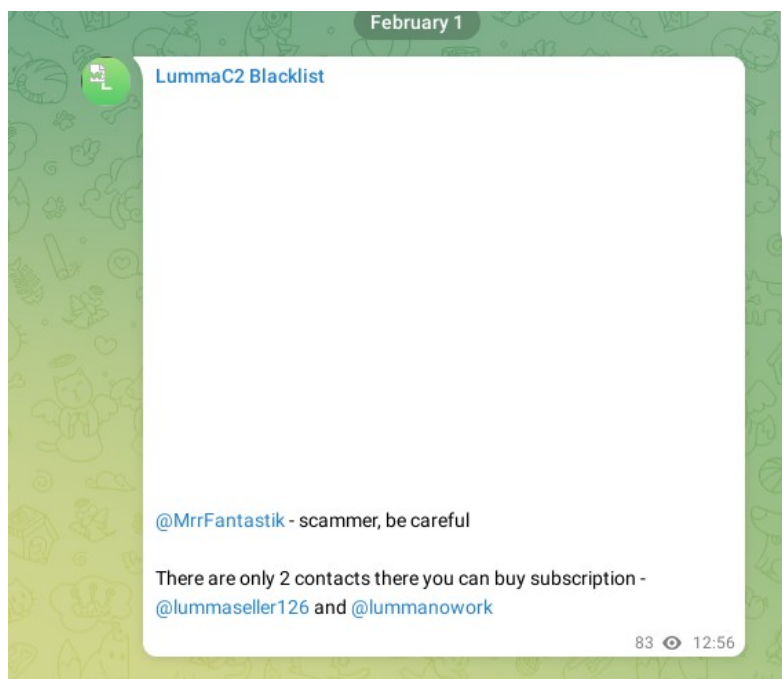 February 1
LummaC2 Blacklist
@MrrFantastik - scammer, be careful
There are only 2 contacts there you can buy subscription -
@lummaseller126 and @lummanowork
83 12:56